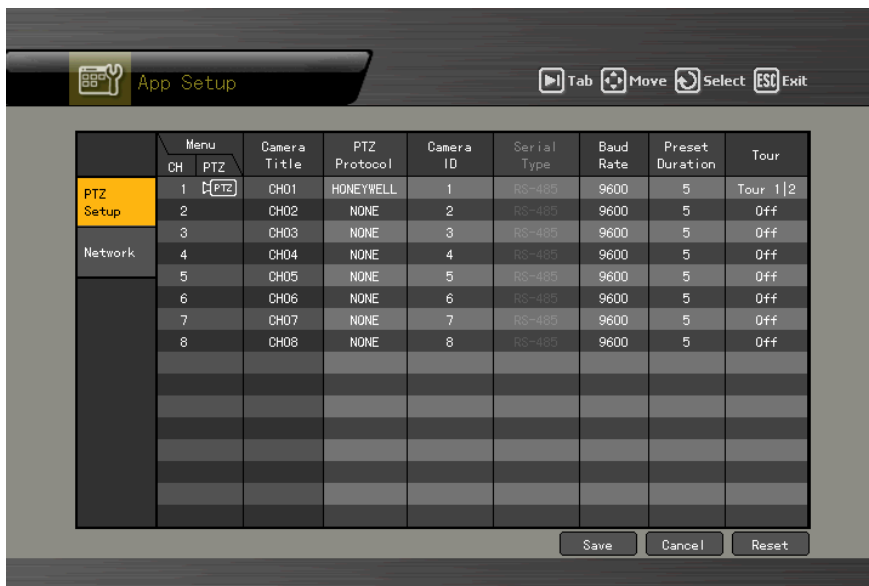 App Setup
Tab Move Select ESC Exit
Menu Camera PTZ Camera Serial Baud Preset Tour
CH PTZ Title Protocol ID Type Rate Duration
PTZ Setup
Network
1 PTZ CH01 HONEYWELL 1 RS-485 9600 5 Tour 1|2
2 CH02 NONE 2 RS-485 9600 5 Off
3 CH03 NONE 3 RS-485 9600 5 Off
4 CH04 NONE 4 RS-485 9600 5 Off
5 CH05 NONE 5 RS-485 9600 5 Off
6 CH06 NONE 6 RS-485 9600 5 Off
7 CH07 NONE 7 RS-485 9600 5 Off
8 CH08 NONE 8 RS-485 9600 5 Off
Save Cancel Reset